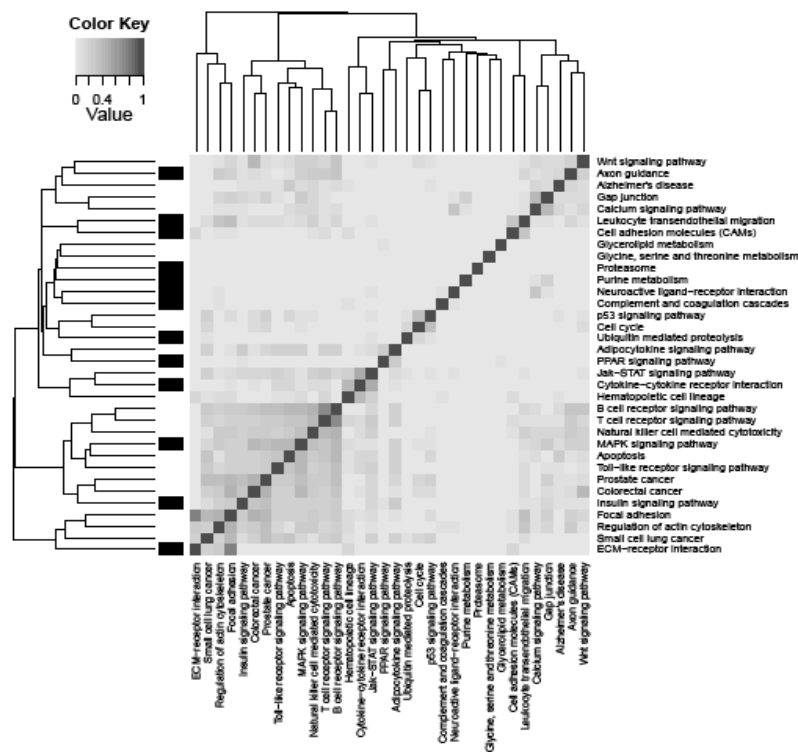 Color Key
0 0.4 1
Value
Wnt signaling pathway
Axon guidance
Alzheimer's disease
Gap junction
Calcium signaling pathway
Leukocyte transendothelial migration
Cell adhesion molecules (CAMs)
Glycerolipid metabolism
Glycine, serine and threonine metabolism
Proteasome
Purine metabolism
Neuroactive ligand-receptor interaction
Complement and coagulation cascades
p53 signaling pathway
Cell cycle
Ubiquitin mediated proteolysis
Adipocytokine signaling pathway
PPAR signaling pathway
Jak-STAT signaling pathway
Cytokine-cytokine receptor interaction
Hematopoietic cell lineage
B cell receptor signaling pathway
T cell receptor signaling pathway
Natural killer cell mediated cytotoxicity
MAPK signaling pathway
Apoptosis
Toll-like receptor signaling pathway
Prostate cancer
Colorectal cancer
Insulin signaling pathway
Focal adhesion
Regulation of actin cytoskeleton
Small cell lung cancer
ECM-receptor interaction
ECM-receptor interaction
Small cell lung cancer
Regulation of actin cytoskeleton
Focal adhesion
Insulin signaling pathway
Colorectal cancer
Prostate cancer
Toll-like receptor signaling pathway
Apoptosis
MAPK signaling pathway
Natural killer cell mediated cytotoxicity
T cell receptor signaling pathway
B cell receptor signaling pathway
Hematopoietic cell lineage
Cytokine-cytokine receptor interaction
Jak-STAT signaling pathway
PPAR signaling pathway
Adipocytokine signaling pathway
Ubiquitin mediated proteolysis
Cell cycle
p53 signaling pathway
Complement and coagulation cascades
Neuroactive ligand-receptor interaction
Purine metabolism
Proteasome
Glycine, serine and threonine metabolism
Glycerolipid metabolism
Cell adhesion molecules (CAMs)
Leukocyte transendothelial migration
Calcium signaling pathway
Gap junction
Alzheimer's disease
Axon guidance
Wnt signaling pathway